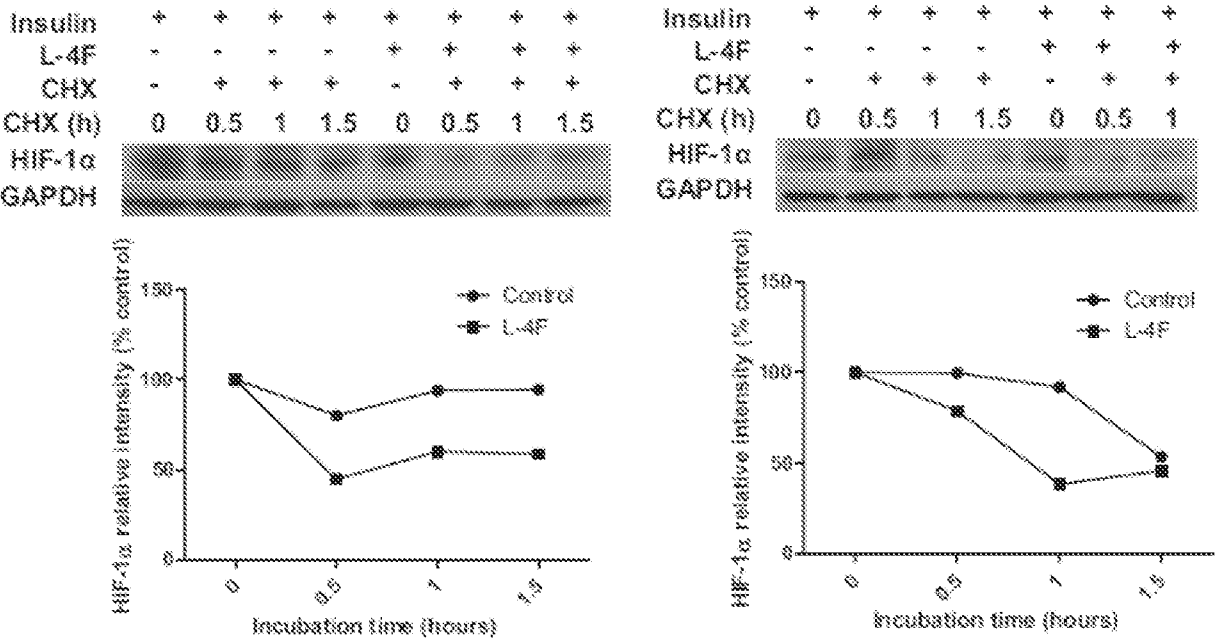 Insulin + + + + + + + +
L-4F - - - - + + + +
CHX - + + + - + + +
CHX (h) 0 0.5 1 1.5 0 0.5 1 1.5
HIF-1α
GAPDH
HIF-1α relative intensity (% control)
150
100
50
0
Control
L-4F
0 0.5 1 1.5
Incubation time (hours)
Insulin + + + + + + +
L-4F - - - - + + +
CHX - + + + - + +
CHX (h) 0 0.5 1 1.5 0 0.5 1
HIF-1α
GAPDH
HIF-1α relative intensity (% control)
150
100
50
0
Control
L-4F
0 0.5 1 1.5
Incubation time (hours)